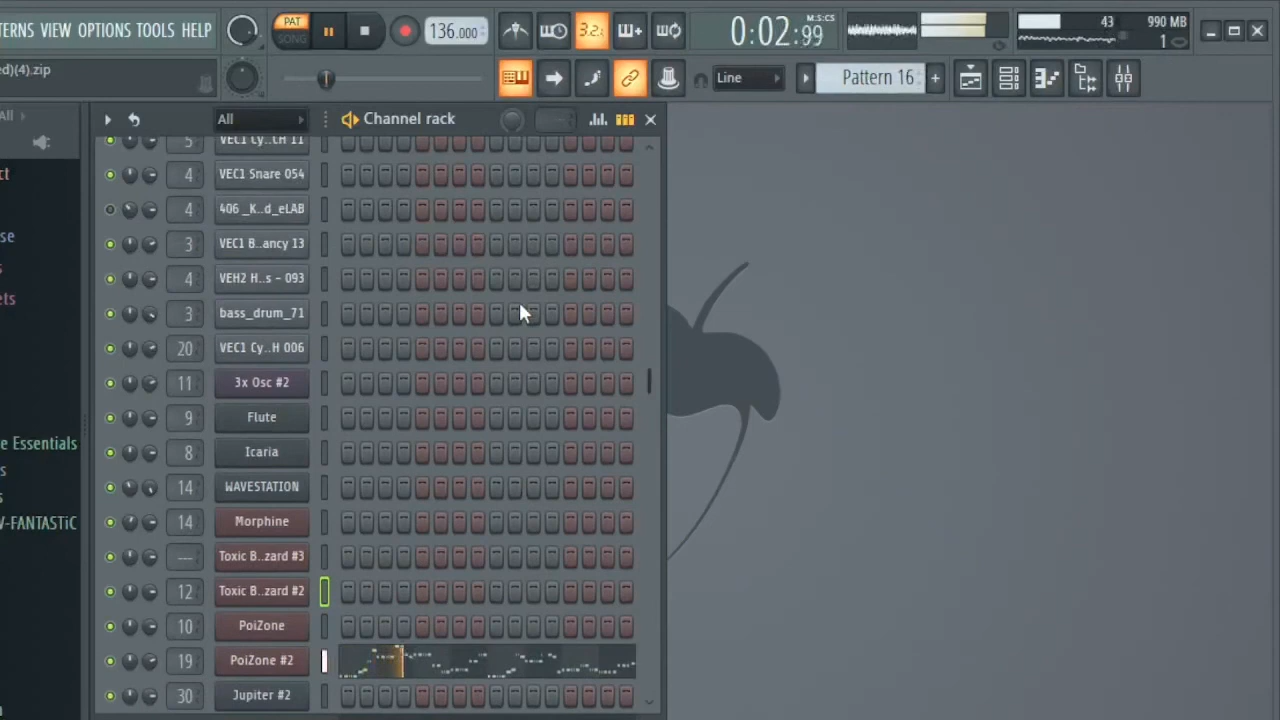 TERNS VIEW OPTIONS TOOLS HELP
PAT
SONG
136.000
3.2.
0:02:99
M:S:CS
43
990 MB
1
ed)(4).zip
Line
Pattern 16
All
All
Channel rack
5 VEC1 Cy..CH 11
4 VEC1 Snare 054
4 406 _K..d_eLAB
3 VEC1 B..ancy 13
4 VEH2 H..s - 093
3 bass_drum_71
20 VEC1 Cy..H 006
11 3x Osc #2
9 Flute
8 Icaria
14 WAVESTATION
14 Morphine
--- Toxic B..zard #3
12 Toxic B..zard #2
10 PoiZone
19 PoiZone #2
30 Jupiter #2
ct
se
s
ets
e Essentials
s
s
V-FANTASTiC